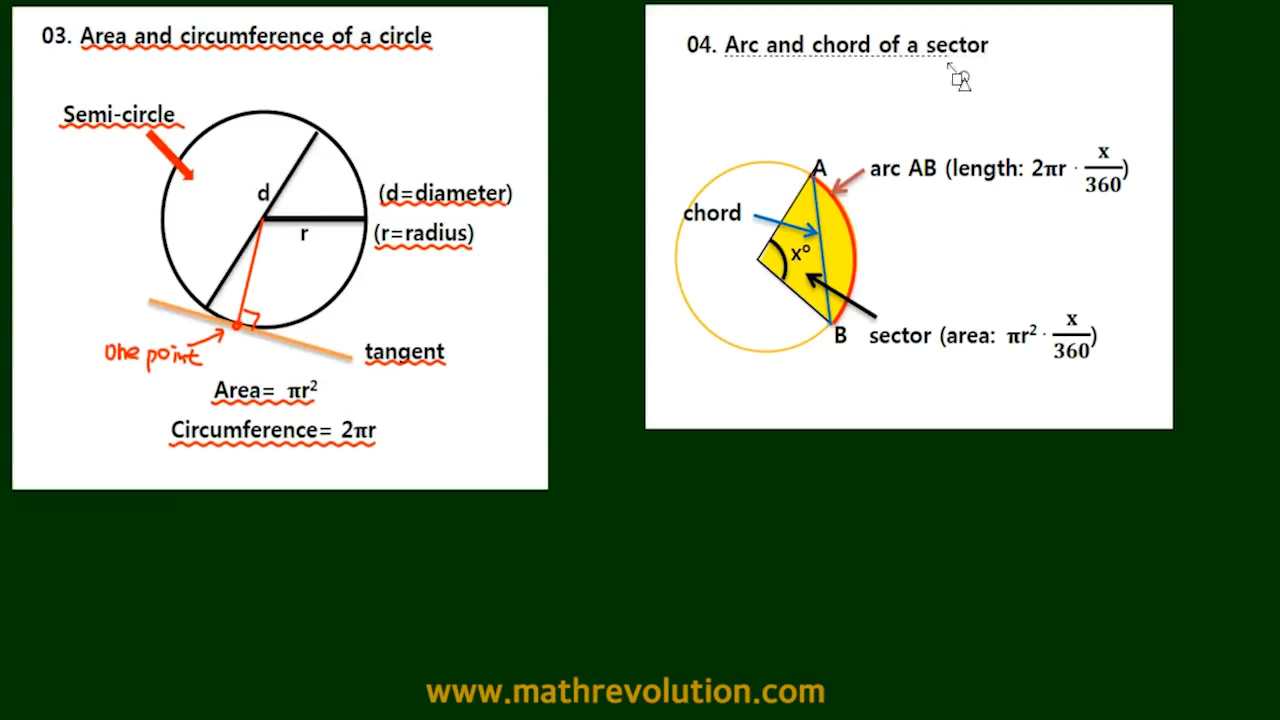 03. Area and circumference of a circle
Semi-circle
d
(d=diameter)
r
(r=radius)
One point
tangent
Area= πr²
Circumference= 2πr
04. Arc and chord of a sector
A
arc AB (length: 2πr · x/360)
chord
x°
B
sector (area: πr² · x/360)
www.mathrevolution.com